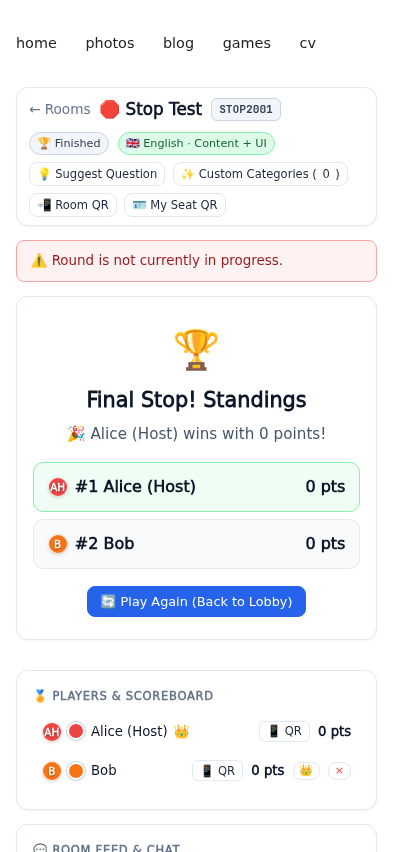 home photos blog games cv
← Rooms 🛑 Stop Test STOP2001
🏆 Finished 🇬🇧 English · Content + UI
💡 Suggest Question ✨ Custom Categories ( 0 )
📲 Room QR 🪪 My Seat QR
⚠️ Round is not currently in progress.
🏆
Final Stop! Standings
🎉 Alice (Host) wins with 0 points!
AH #1 Alice (Host) 0 pts
B #2 Bob 0 pts
🔄 Play Again (Back to Lobby)
🏅 PLAYERS & SCOREBOARD
AH Alice (Host) 👑 📱 QR 0 pts
B Bob 📱 QR 0 pts 👑 ✕
💬 ROOM FEED & CHAT